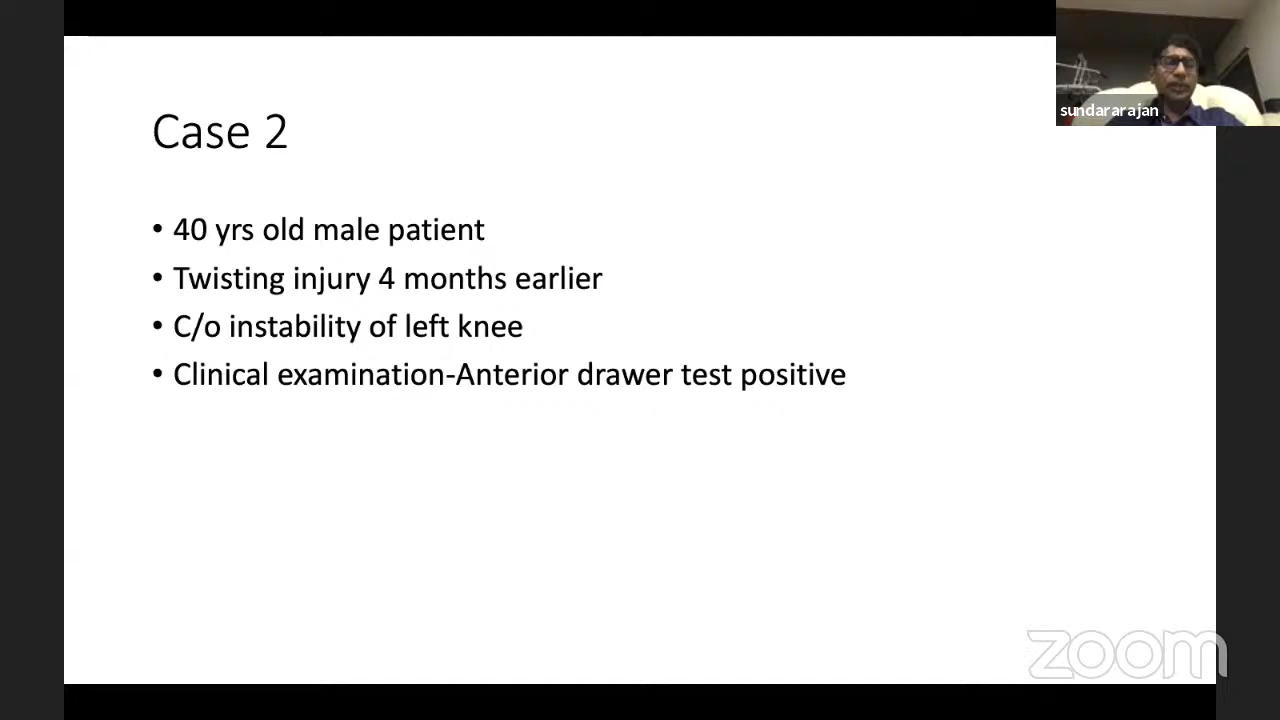 sundararajan
Case 2
• 40 yrs old male patient
• Twisting injury 4 months earlier
• C/o instability of left knee
• Clinical examination-Anterior drawer test positive
zoom